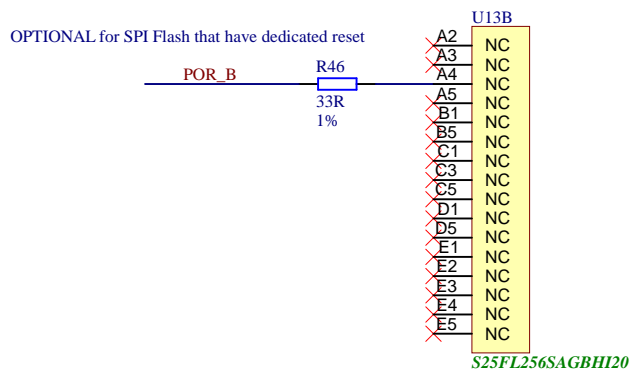 U13B
OPTIONAL for SPI Flash that have dedicated reset
A2 NC
A3 NC
POR_B R46 A4 NC
33R A5 NC
1% B1 NC
B5 NC
C1 NC
C3 NC
C5 NC
D1 NC
D5 NC
E1 NC
E2 NC
E3 NC
E4 NC
E5 NC
S25FL256SAGBHI20